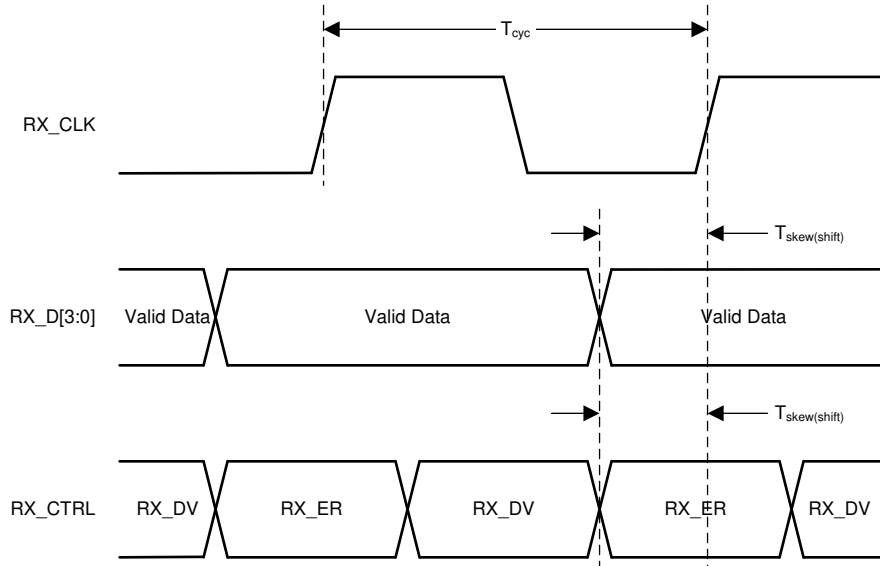 Tcyc
RX_CLK
Tskew(shift)
RX_D[3:0]
Valid Data
Valid Data
Valid Data
Tskew(shift)
RX_CTRL
RX_DV
RX_ER
RX_DV
RX_ER
RX_DV